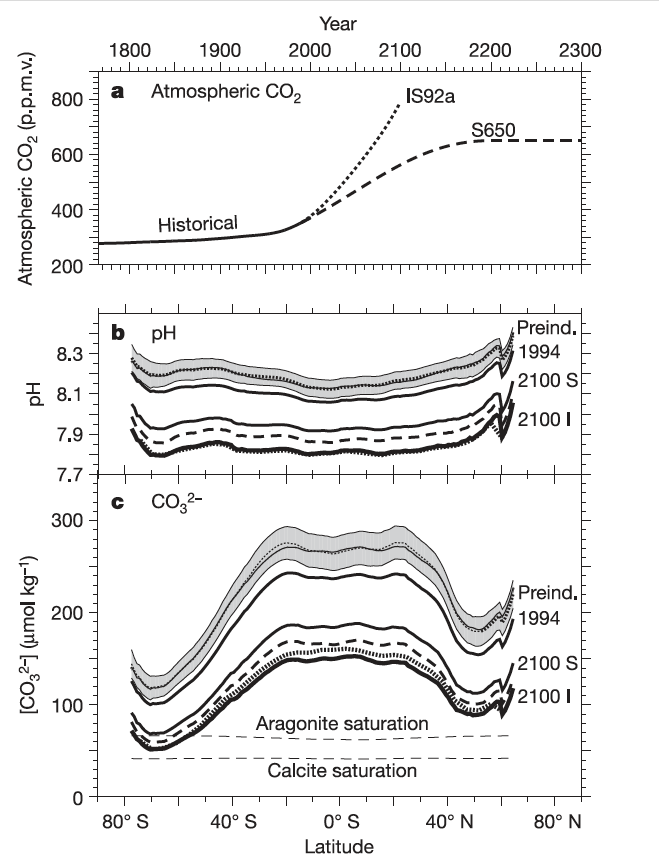 Year
1800 1900 2000 2100 2200 2300
a Atmospheric CO2
Atmospheric CO2 (p.p.m.v.)
800
600
400
200
IS92a
S650
Historical
b pH
pH
8.3
8.1
7.9
7.7
Preind.
1994
2100 S
2100 I
c CO3²⁻
[CO3²⁻] (μmol kg⁻¹)
300
200
100
0
Preind.
1994
2100 S
2100 I
Aragonite saturation
Calcite saturation
80° S 40° S 0° S 40° N 80° N
Latitude